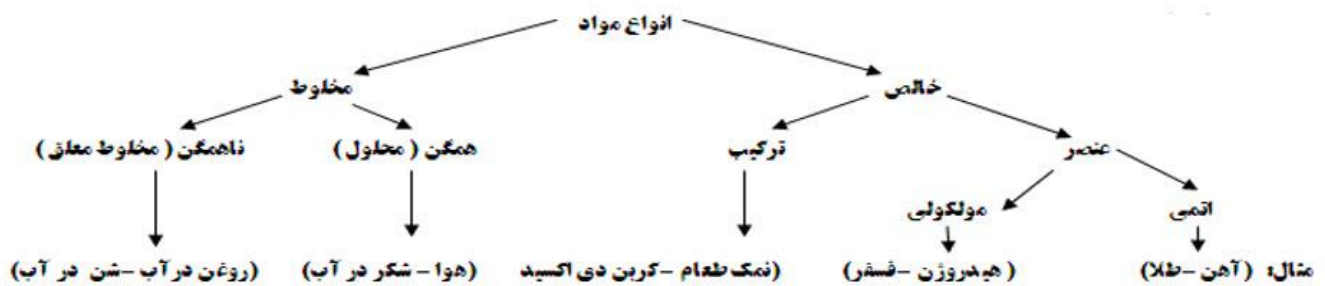 انواع مواد
خالص مخلوط
عنصر ترکیب همگن ( محلول ) ناهمگن ( مخلوط معلق )
اتمی مولکولی
مثال: (آهن -طلا) ( هیدروژن -فسفر) (نمک طعام -کربن دی اکسید (هوا - شکر در آب) (روغن در آب -شن در آب)